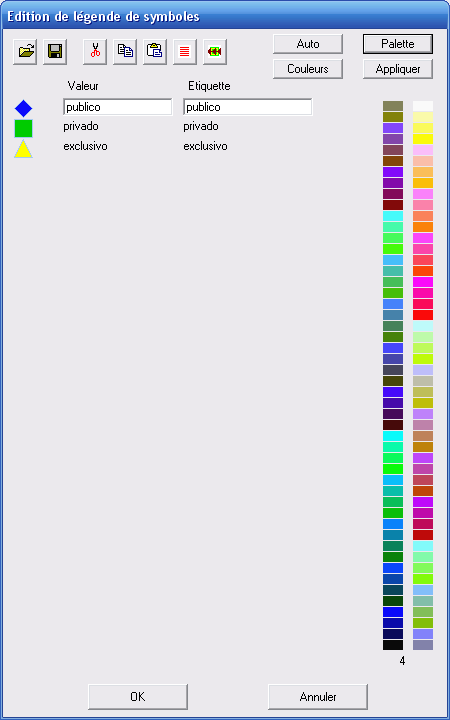 Edition de légende de symboles
Auto Palette
Couleurs Appliquer
Valeur Etiquette
publico publico
privado privado
exclusivo exclusivo
4
OK Annuler